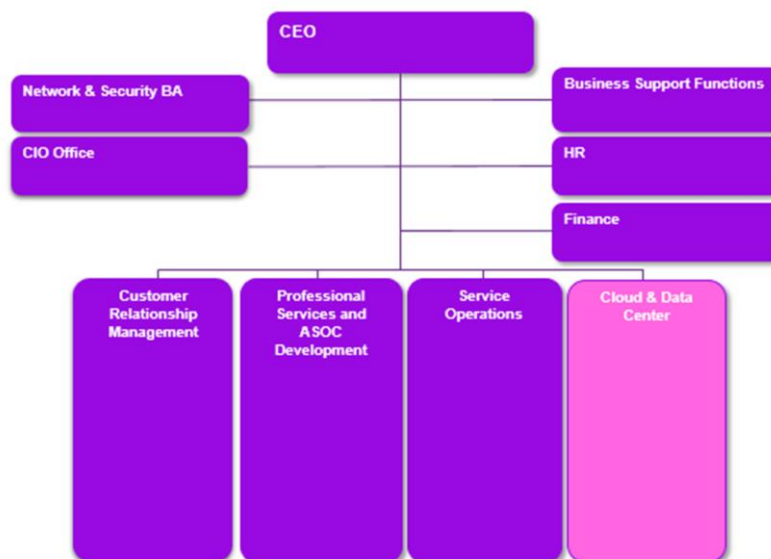 CEO
Network & Security BA
Business Support Functions
CIO Office
HR
Finance
Customer
Relationship
Management
Professional
Services and
ASOC
Development
Service
Operations
Cloud & Data
Center